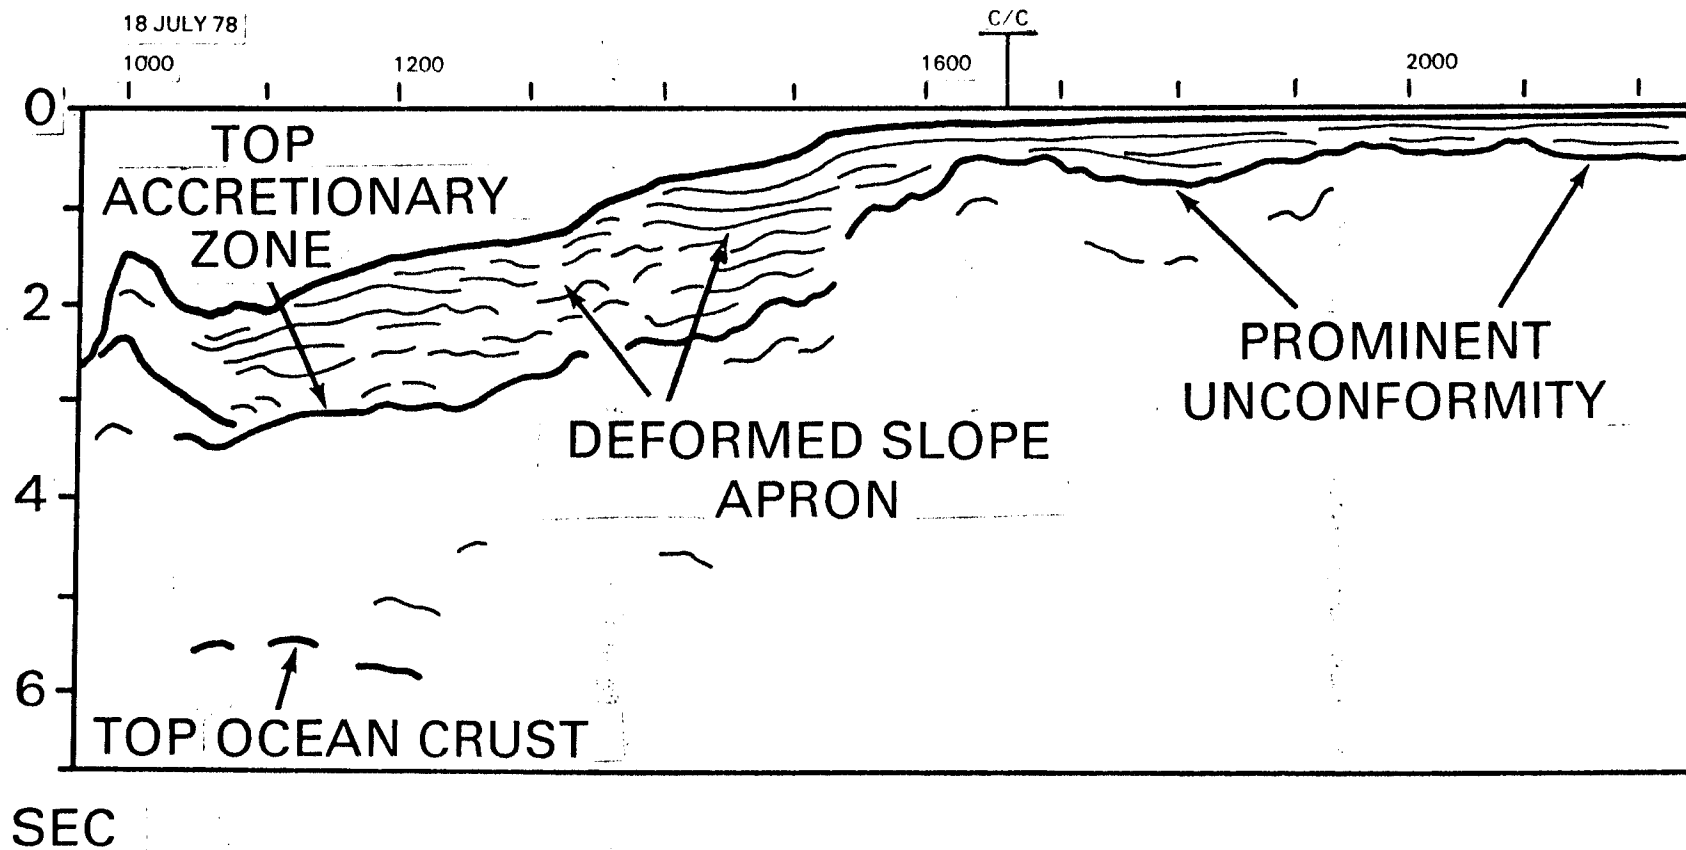 18 JULY 78
C/C
1000
1200
1600
2000
0
TOP
ACCRETIONARY
ZONE
2
PROMINENT
UNCONFORMITY
DEFORMED SLOPE
APRON
4
6
TOP OCEAN CRUST
SEC